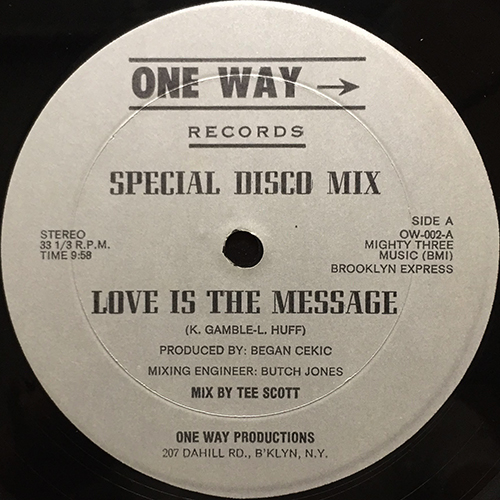 ONE WAY →
RECORDS
SPECIAL DISCO MIX
STEREO
33 1/3 R.P.M.
TIME 9:58
SIDE A
OW-002-A
MIGHTY THREE
MUSIC (BMI)
BROOKLYN EXPRESS
LOVE IS THE MESSAGE
(K. GAMBLE-L. HUFF)
PRODUCED BY: BEGAN CEKIC
MIXING ENGINEER: BUTCH JONES
MIX BY TEE SCOTT
ONE WAY PRODUCTIONS
207 DAHILL RD., B'KLYN, N.Y.